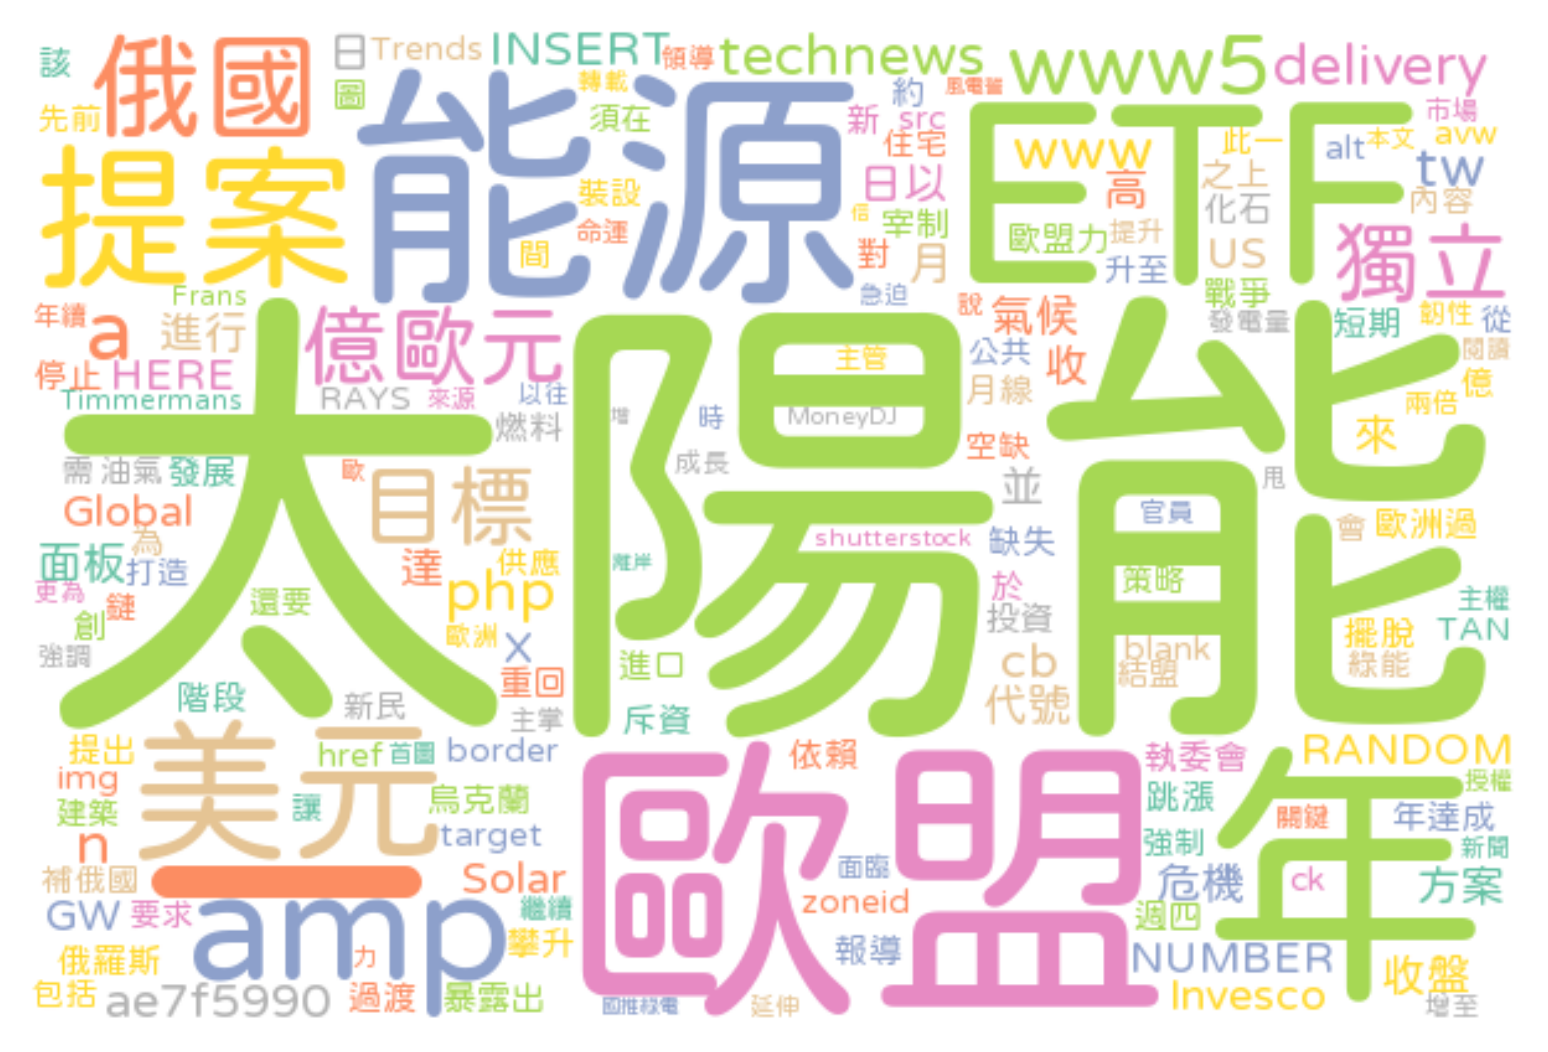 該
俄國
日
Trends
INSERT
領導
technews
www5
delivery
先前
圖
轉載
須在
約
風電醬
新
src
住宅
ETF
市場
此一
alt
本文
avw
提案
能源
裝設
日以
www
高
之上
tw
化石
內容
信
宰制
命運
間
對
月
歐盟力
提升
升至
US
獨立
Frans
急迫
戰爭
年續
a
進行
億歐元
說
氣候
發電量
短期
韌性
從
停止
HERE
主管
公共
收
閱讀
億
Timmermans
RAYS
來源
以往
月線
兩倍
太陽能
增
時
MoneyDJ
燃料
空缺
來
需
油氣
發展
歐
目標
成長
並
甩
Global
官員
會
歐洲過
為
shutterstock
缺失
面板
打造
達
供應
離岸
更為
鏈
還要
php
於
策略
主權
創
歐洲
投資
擺脫
TAN
強調
x
進口
blank
綠能
階段
重回
cb
結盟
新民
主掌
斥資
代號
提出
美元
href
首圖
border
歐盟
依賴
執委會
年
RANDOM
img
授權
建築
讓
烏克蘭
跳漲
關鍵
年達成
n
target
強制
新聞
補俄國
一
Solar
面臨
危機
ck
方案
GW
要求
amp
繼續
zoneid
週四
俄羅斯
力
攀升
報導
NUMBER
收盤
包括
ae7f5990
過渡
暴露出
國推綠電
延伸
Invesco
增至